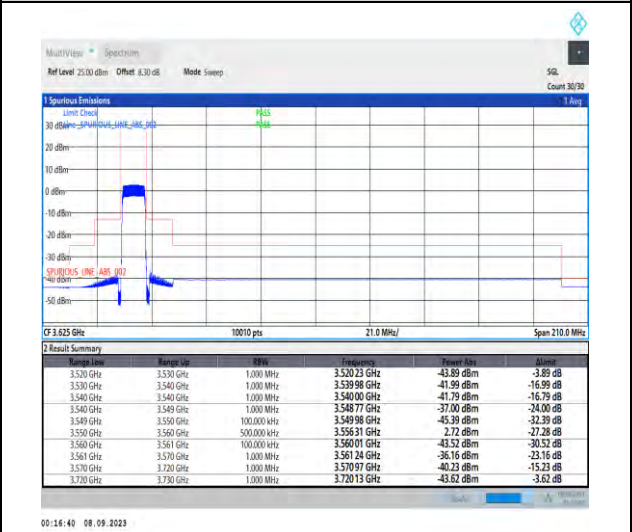 MultiView Spectrum
Ref Level 25.00 dBm Offset 8.30 dB Mode Sweep SGL
Count 30/30
1 Spurious Emissions 1 Avg
Limit Check PASS
30 dBm Line _SPURIOUS_LINE_ABS_002 PASS
20 dBm
10 dBm
0 dBm
-10 dBm
-20 dBm
-30 dBm
_SPURIOUS_LINE_ABS_002
-40 dBm
-50 dBm
CF 3.625 GHz 10010 pts 21.0 MHz/ Span 210.0 MHz
2 Result Summary
Range Low Range Up RBW Frequency Power Abs ΔLimit
3.520 GHz 3.530 GHz 1.000 MHz 3.52023 GHz -43.89 dBm -3.89 dB
3.530 GHz 3.540 GHz 1.000 MHz 3.53998 GHz -41.99 dBm -16.99 dB
3.540 GHz 3.540 GHz 1.000 MHz 3.54000 GHz -41.79 dBm -16.79 dB
3.540 GHz 3.549 GHz 1.000 MHz 3.54877 GHz -37.00 dBm -24.00 dB
3.549 GHz 3.550 GHz 100.000 kHz 3.54998 GHz -45.39 dBm -32.39 dB
3.550 GHz 3.560 GHz 500.000 kHz 3.55631 GHz 2.72 dBm -27.28 dB
3.560 GHz 3.561 GHz 100.000 kHz 3.56001 GHz -43.52 dBm -30.52 dB
3.561 GHz 3.570 GHz 1.000 MHz 3.56124 GHz -36.16 dBm -23.16 dB
3.570 GHz 3.720 GHz 1.000 MHz 3.57097 GHz -40.23 dBm -15.23 dB
3.720 GHz 3.730 GHz 1.000 MHz 3.72013 GHz -43.62 dBm -3.62 dB
00:16:40 08.09.2023